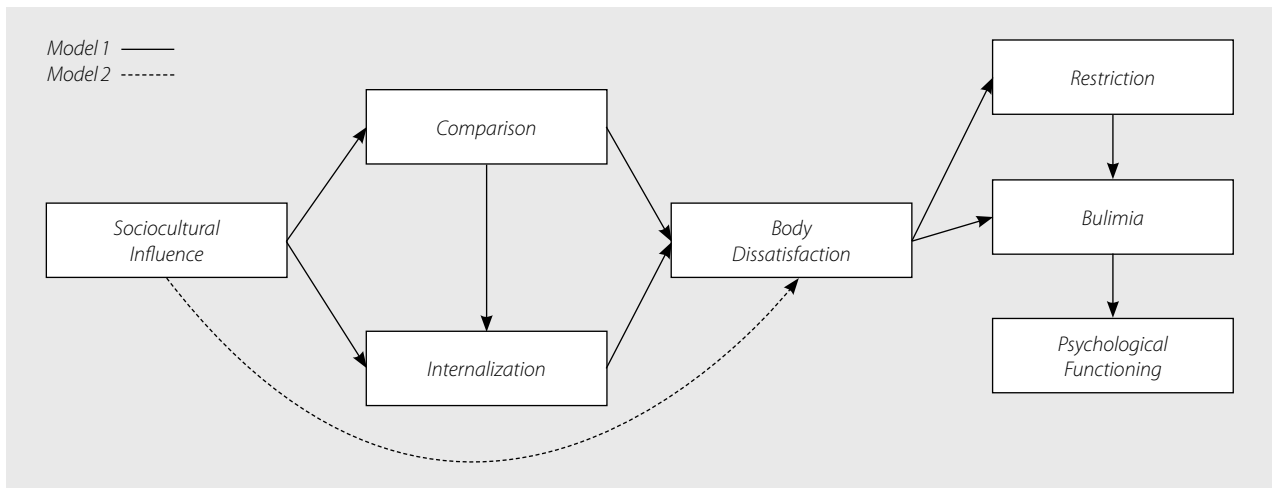 Model 1
Model 2
Comparison
Sociocultural
Influence
Internalization
Body
Dissatisfaction
Restriction
Bulimia
Psychological
Functioning